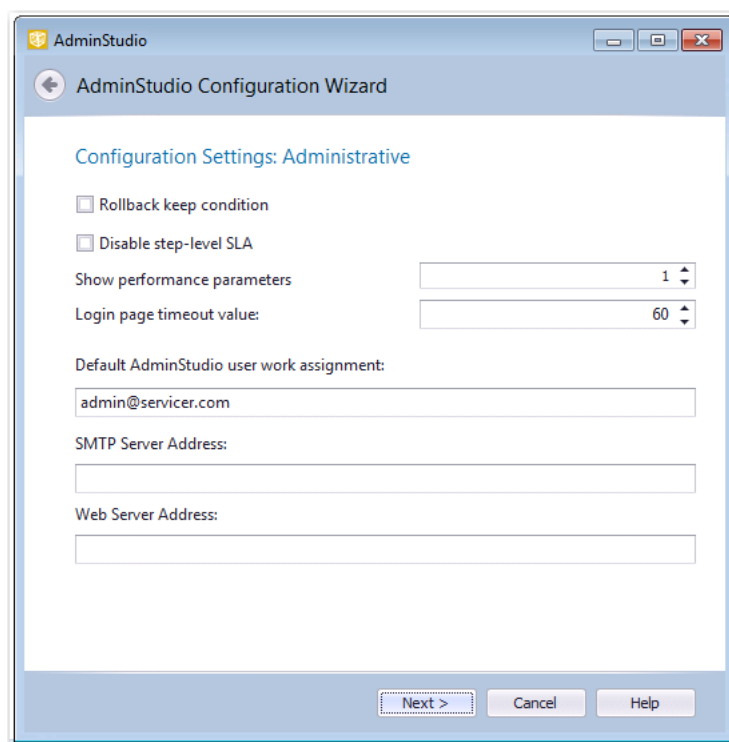 AdminStudio
AdminStudio Configuration Wizard
Configuration Settings: Administrative
Rollback keep condition
Disable step-level SLA
Show performance parameters 1
Login page timeout value: 60
Default AdminStudio user work assignment:
admin@servicer.com
SMTP Server Address:
Web Server Address:
Next > Cancel Help